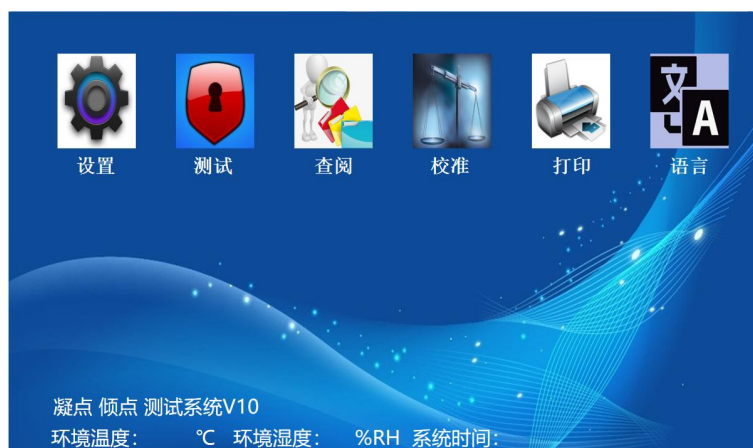 设置 测试 查阅 校准 打印 语言
凝点 倾点 测试系统V10
环境温度： ℃ 环境湿度： %RH 系统时间：